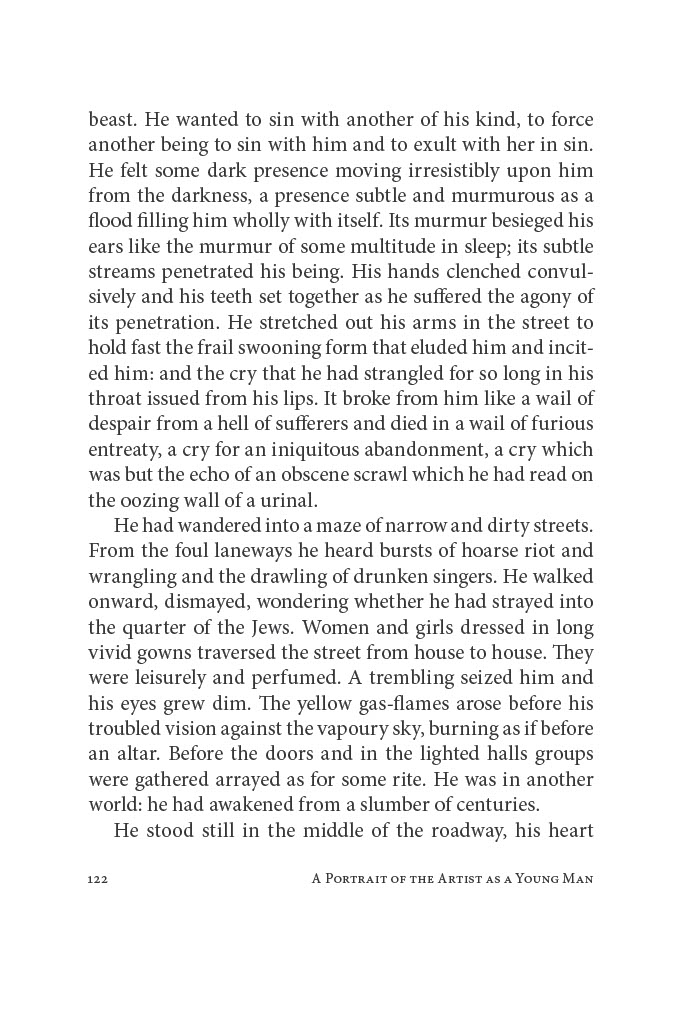 beast. He wanted to sin with another of his kind, to force
another being to sin with him and to exult with her in sin.
He felt some dark presence moving irresistibly upon him
from the darkness, a presence subtle and murmurous as a
flood filling him wholly with itself. Its murmur besieged his
ears like the murmur of some multitude in sleep; its subtle
streams penetrated his being. His hands clenched convul-
sively and his teeth set together as he suffered the agony of
its penetration. He stretched out his arms in the street to
hold fast the frail swooning form that eluded him and incit-
ed him: and the cry that he had strangled for so long in his
throat issued from his lips. It broke from him like a wail of
despair from a hell of sufferers and died in a wail of furious
entreaty, a cry for an iniquitous abandonment, a cry which
was but the echo of an obscene scrawl which he had read on
the oozing wall of a urinal.
He had wandered into a maze of narrow and dirty streets.
From the foul laneways he heard bursts of hoarse riot and
wrangling and the drawling of drunken singers. He walked
onward, dismayed, wondering whether he had strayed into
the quarter of the Jews. Women and girls dressed in long
vivid gowns traversed the street from house to house. They
were leisurely and perfumed. A trembling seized him and
his eyes grew dim. The yellow gas-flames arose before his
troubled vision against the vapoury sky, burning as if before
an altar. Before the doors and in the lighted halls groups
were gathered arrayed as for some rite. He was in another
world: he had awakened from a slumber of centuries.
He stood still in the middle of the roadway, his heart
122 A Portrait of the Artist as a Young Man